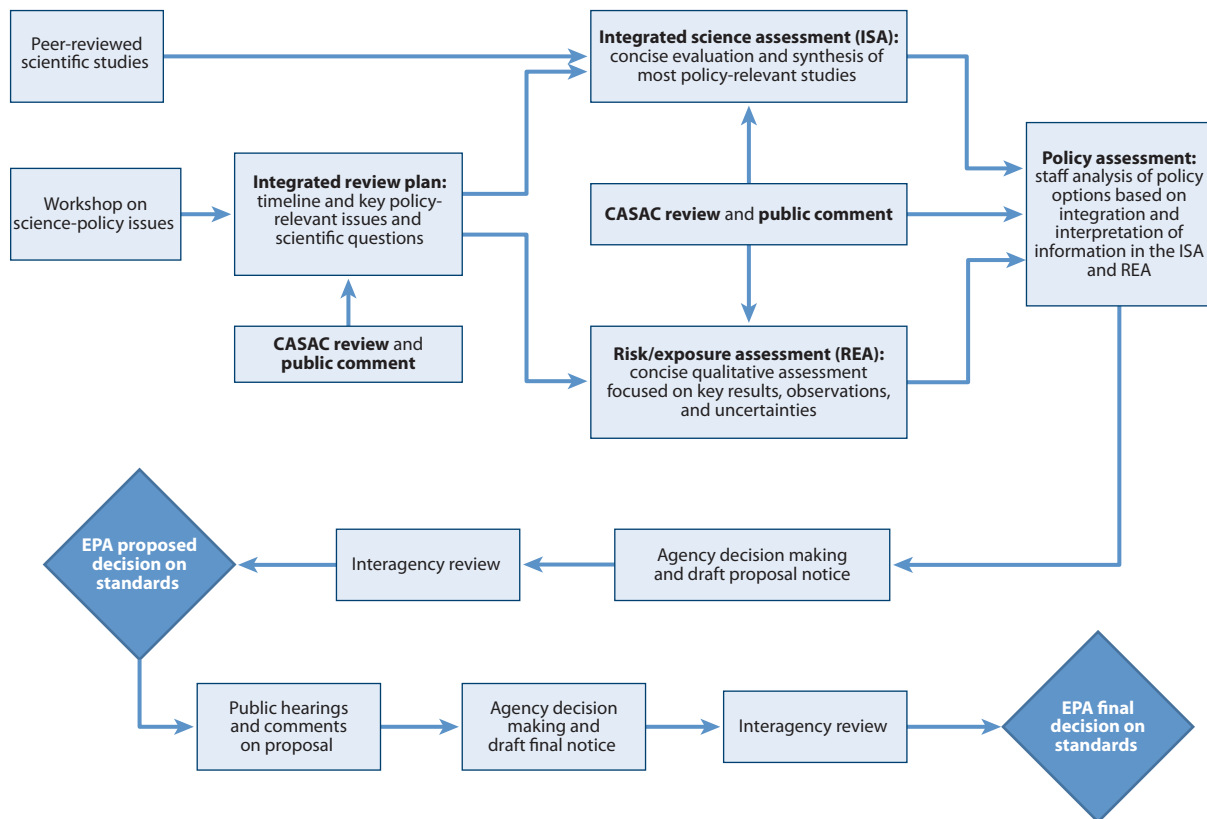 Peer-reviewed
scientific studies
Integrated science assessment (ISA):
concise evaluation and synthesis of
most policy-relevant studies
Workshop on
science-policy issues
Integrated review plan:
timeline and key policy-
relevant issues and
scientific questions
CASAC review and public comment
Policy assessment:
staff analysis of policy
options based on
integration and
interpretation of
information in the ISA
and REA
CASAC review and
public comment
Risk/exposure assessment (REA):
concise qualitative assessment
focused on key results, observations,
and uncertainties
EPA proposed
decision on
standards
Interagency review
Agency decision making
and draft proposal notice
Public hearings
and comments
on proposal
Agency decision
making and
draft final notice
Interagency review
EPA final
decision on
standards